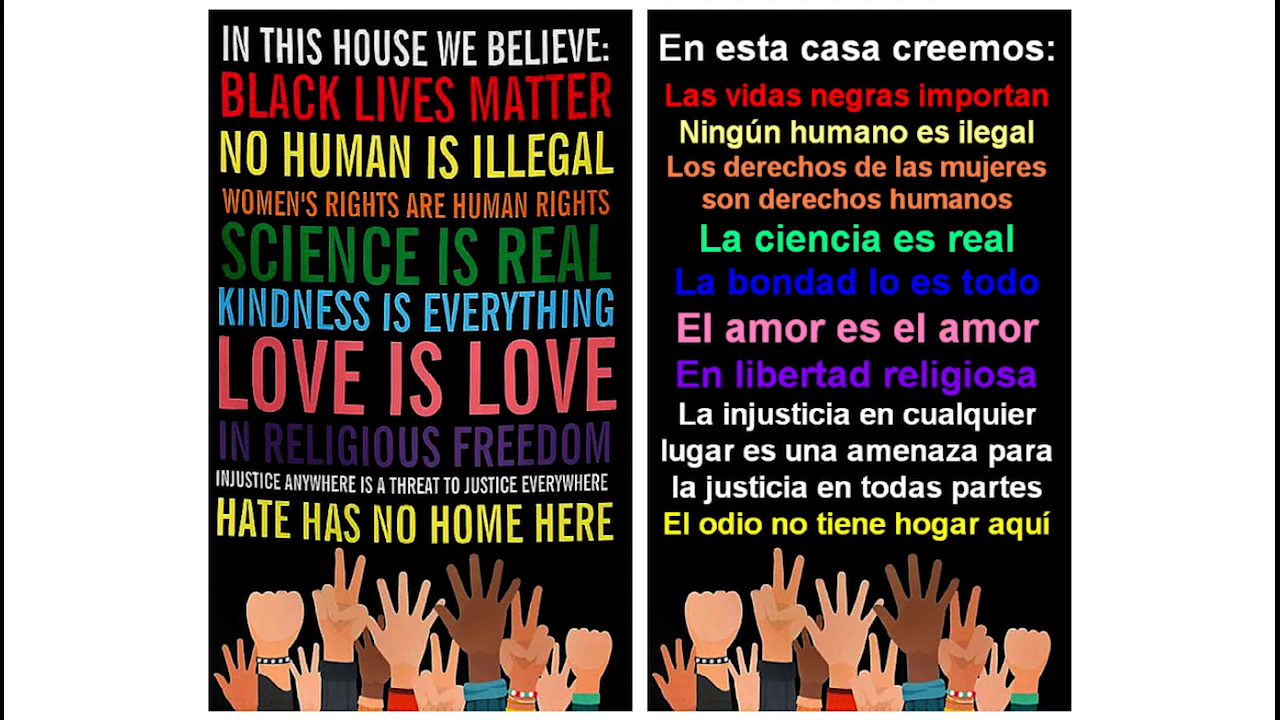 IN THIS HOUSE WE BELIEVE:
BLACK LIVES MATTER
NO HUMAN IS ILLEGAL
WOMEN'S RIGHTS ARE HUMAN RIGHTS
SCIENCE IS REAL
KINDNESS IS EVERYTHING
LOVE IS LOVE
IN RELIGIOUS FREEDOM
INJUSTICE ANYWHERE IS A THREAT TO JUSTICE EVERYWHERE
HATE HAS NO HOME HERE
En esta casa creemos:
Las vidas negras importan
Ningún humano es ilegal
Los derechos de las mujeres
son derechos humanos
La ciencia es real
La bondad lo es todo
El amor es el amor
En libertad religiosa
La injusticia en cualquier
lugar es una amenaza para
la justicia en todas partes
El odio no tiene hogar aquí